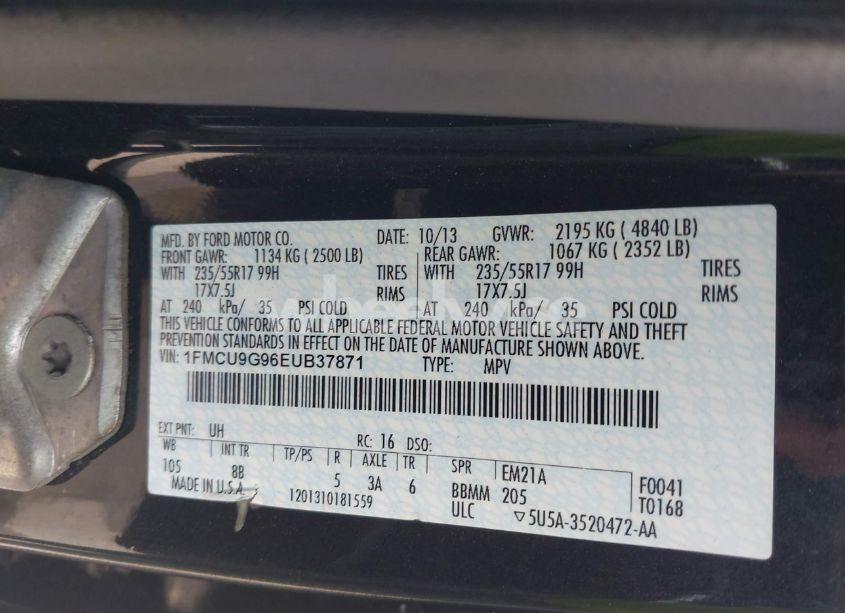 MFD. BY FORD MOTOR CO. DATE: 10/13 GVWR: 2195 KG ( 4840 LB)
FRONT GAWR: 1134 KG ( 2500 LB) REAR GAWR: 1067 KG ( 2352 LB)
WITH 235/55R17 99H TIRES WITH 235/55R17 99H TIRES
17X7.5J RIMS 17X7.5J RIMS
AT 240 kPa/ 35 PSI COLD AT 240 kPa/ 35 PSI COLD
THIS VEHICLE CONFORMS TO ALL APPLICABLE FEDERAL MOTOR VEHICLE SAFETY AND THEFT
PREVENTION STANDARDS IN EFFECT ON THE DATE OF MANUFACTURE SHOWN ABOVE.
VIN: 1FMCU9G96EUB37871 TYPE: MPV
EXT PNT: UH RC: 16 DSO:
WB INT TR TP/PS R AXLE TR SPR EM21A F0041
105 8B 5 3A 6 BBMM 205 T0168
MADE IN U.S.A. 1201310181559 ULC ▽5U5A-3520472-AA